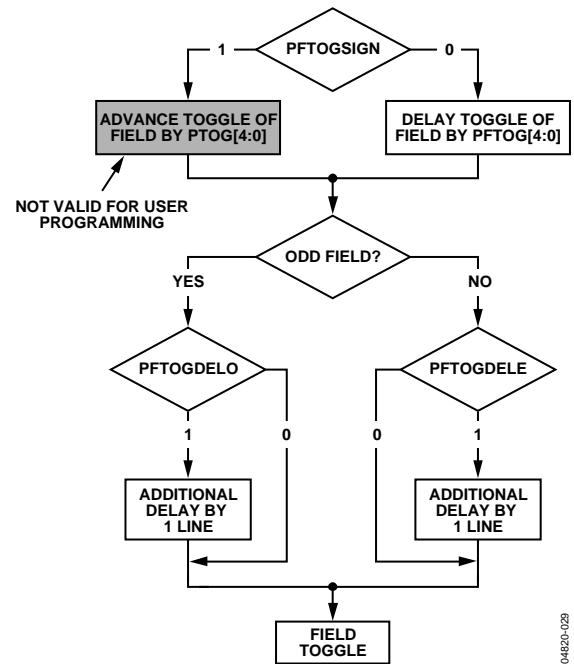 PFTOGSIGN
1
0
ADVANCE TOGGLE OF
FIELD BY PTOG[4:0]
DELAY TOGGLE OF
FIELD BY PFTOG[4:0]
NOT VALID FOR USER
PROGRAMMING
ODD FIELD?
YES
NO
PFTOGDELO
PFTOGDELE
1
0
0
1
ADDITIONAL
DELAY BY
1 LINE
ADDITIONAL
DELAY BY
1 LINE
FIELD
TOGGLE
04820-029